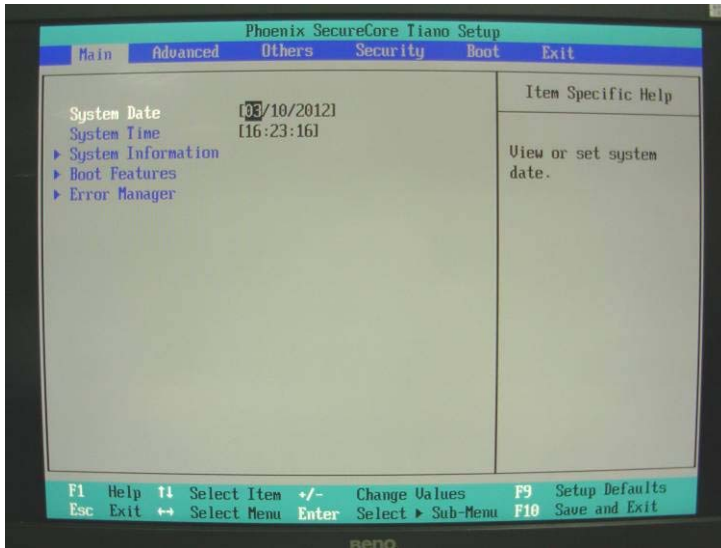 Phoenix SecureCore Tiano Setup
Main Advanced Others Security Boot Exit
Item Specific Help
System Date [03/10/2012]
System Time [16:23:16]
▶ System Information
▶ Boot Features
▶ Error Manager
View or set system
date.
F1 Help ↑↓ Select Item +/- Change Values F9 Setup Defaults
Esc Exit ↔ Select Menu Enter Select ▶ Sub-Menu F10 Save and Exit
BenQ